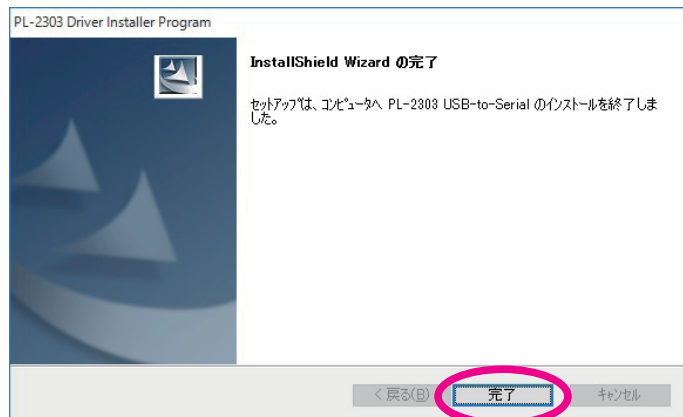 PL-2303 Driver Installer Program
InstallShield Wizard の完了
セットアップは、コンピュータへ PL-2303 USB-to-Serial のインストールを終了しま
した。
< 戻る(B)
完了
キャンセル